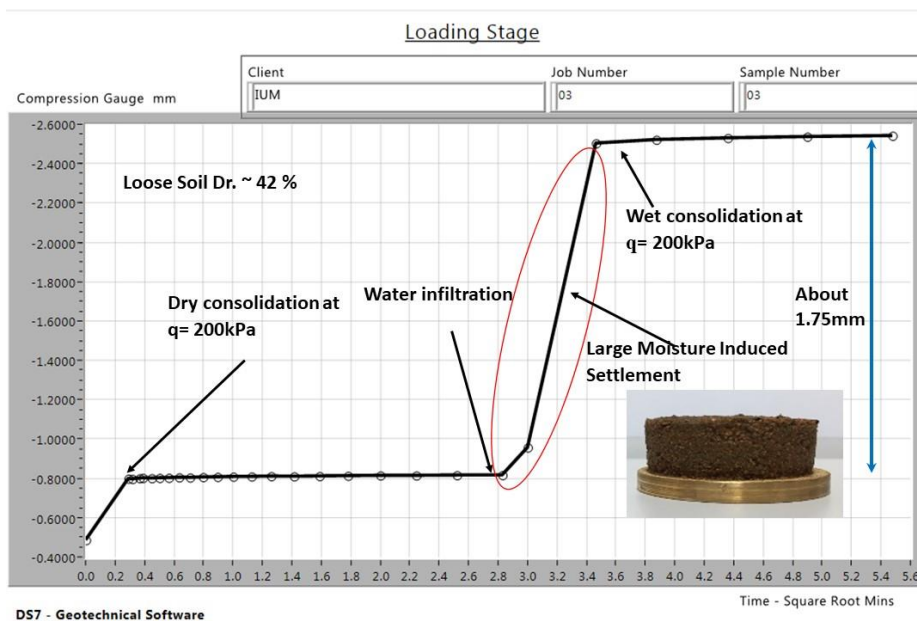 Loading Stage
Client
Job Number
Sample Number
IUM
03
03
Compression Gauge mm
-2.6000
-2.4000
-2.2000
-2.0000
-1.8000
-1.6000
-1.4000
-1.2000
-1.0000
-0.8000
-0.6000
-0.4000
Loose Soil Dr. ~ 42 %
Wet consolidation at
q= 200kPa
Dry consolidation at
q= 200kPa
Water infiltration
About
1.75mm
Large Moisture Induced
Settlement
0.0 0.2 0.4 0.6 0.8 1.0 1.2 1.4 1.6 1.8 2.0 2.2 2.4 2.6 2.8 3.0 3.2 3.4 3.6 3.8 4.0 4.2 4.4 4.6 4.8 5.0 5.2 5.4 5.6
Time - Square Root Mins
DS7 - Geotechnical Software